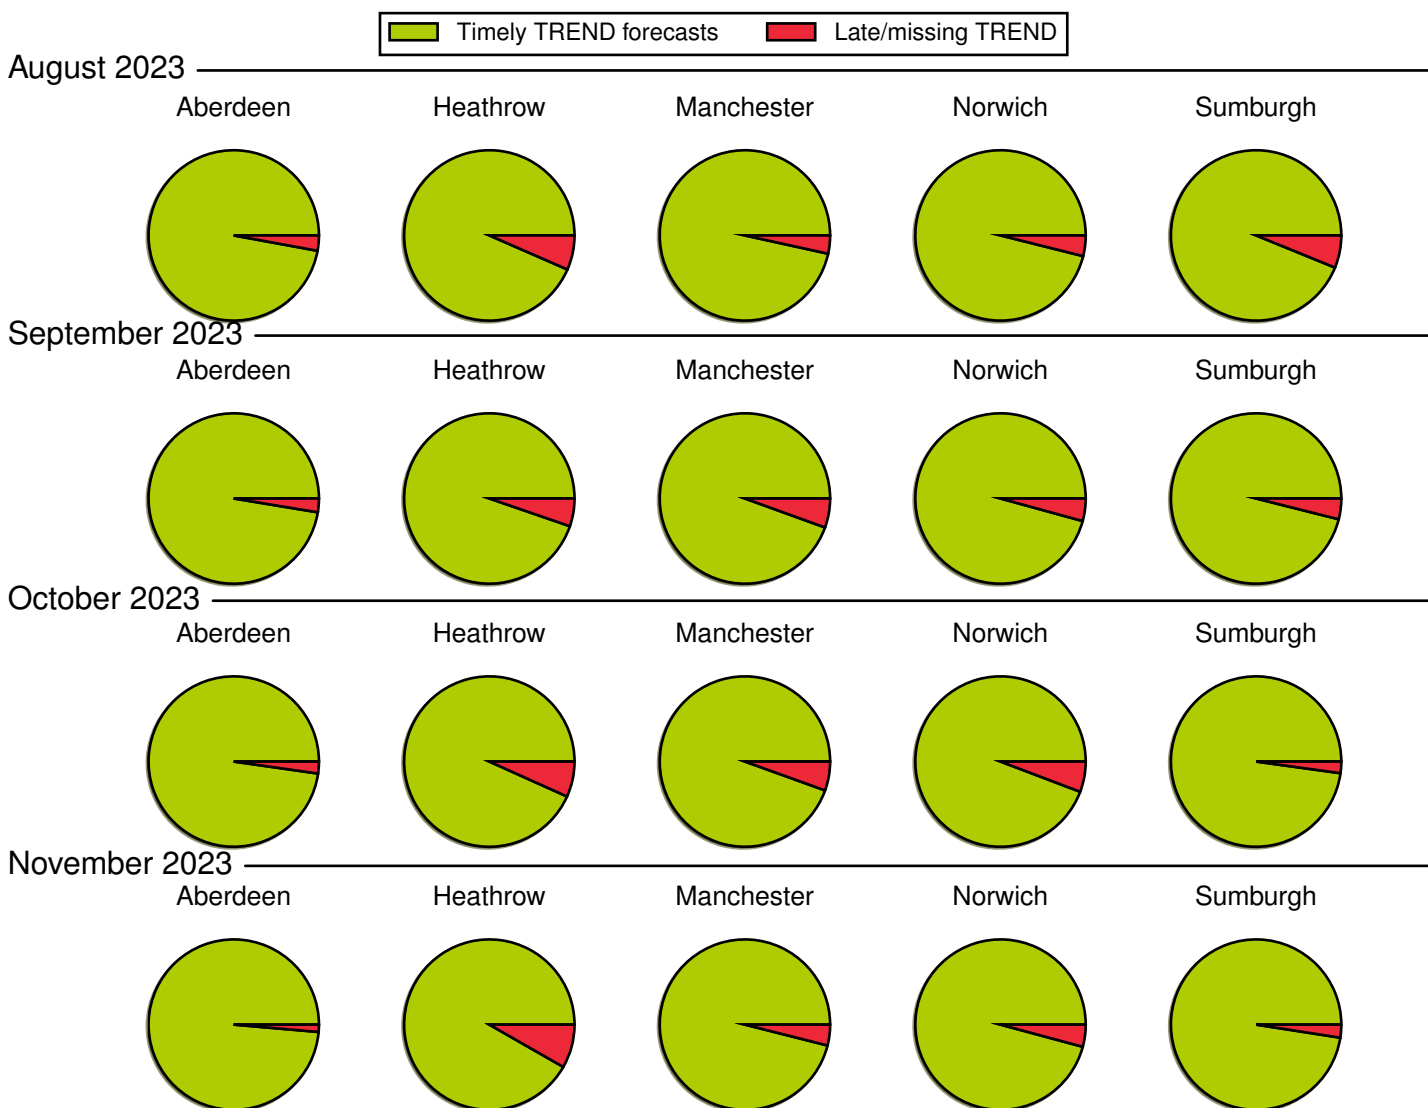 Timely TREND forecasts Late/missing TREND
August 2023
Aberdeen Heathrow Manchester Norwich Sumburgh
September 2023
Aberdeen Heathrow Manchester Norwich Sumburgh
October 2023
Aberdeen Heathrow Manchester Norwich Sumburgh
November 2023
Aberdeen Heathrow Manchester Norwich Sumburgh